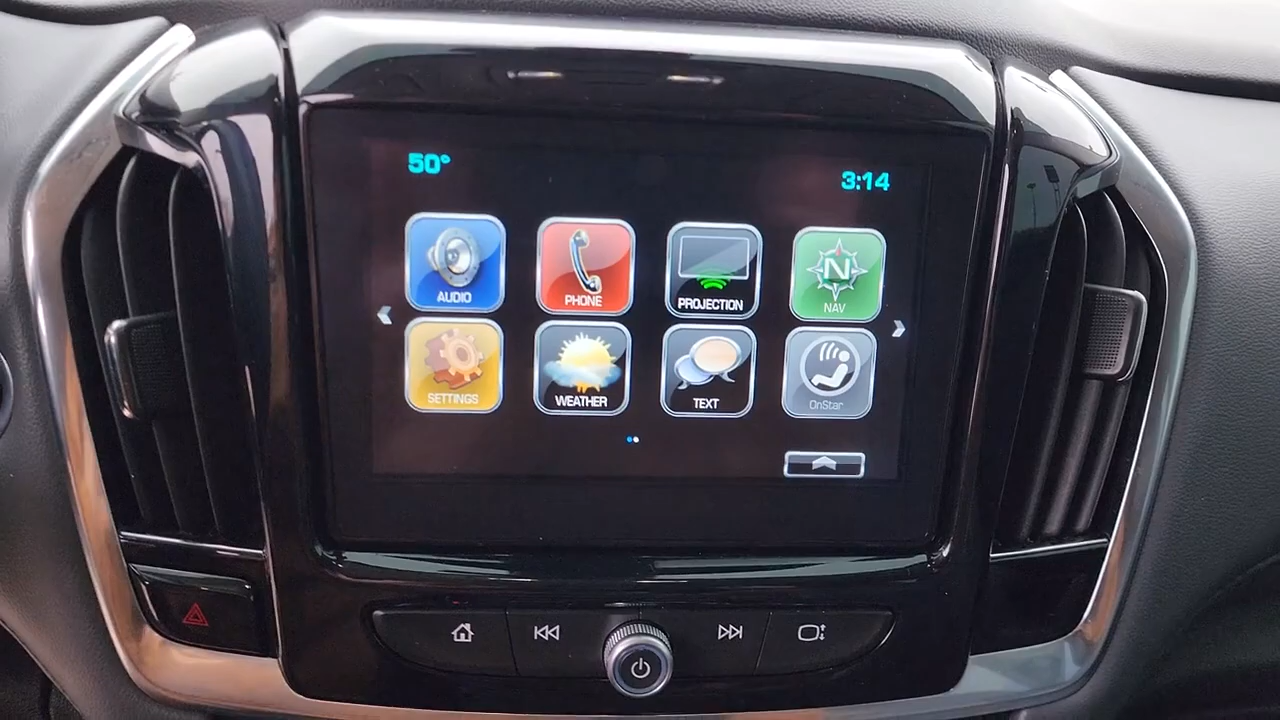 50°
3:14
AUDIO
PHONE
PROJECTION
N
NAV
SETTINGS
WEATHER
TEXT
OnStar